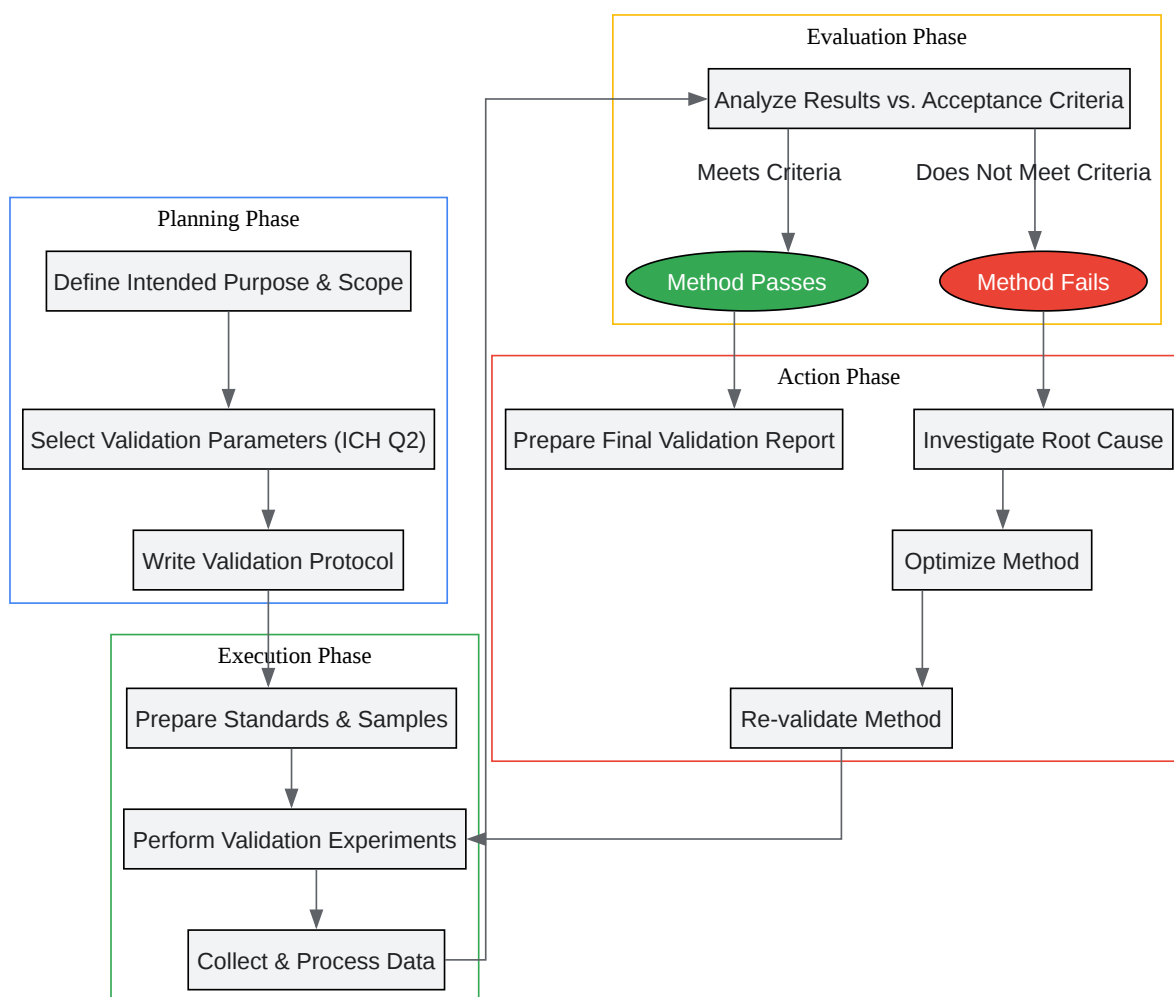 Planning Phase
Define Intended Purpose & Scope
Select Validation Parameters (ICH Q2)
Write Validation Protocol
Execution Phase
Prepare Standards & Samples
Perform Validation Experiments
Collect & Process Data
Evaluation Phase
Analyze Results vs. Acceptance Criteria
Meets Criteria
Does Not Meet Criteria
Method Passes
Method Fails
Action Phase
Prepare Final Validation Report
Investigate Root Cause
Optimize Method
Re-validate Method